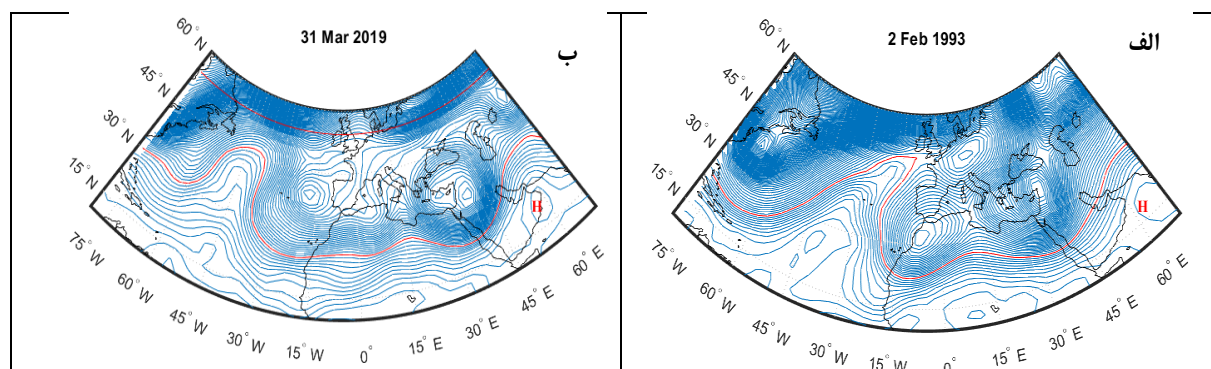 الف
2 Feb 1993
60° N
45° N
30° N
15° N
75° W
60° W
45° W
30° W
15° W
0°
15° E
30° E
45° E
60° E
H
ب
31 Mar 2019
60° N
45° N
30° N
15° N
75° W
60° W
45° W
30° W
15° W
0°
15° E
30° E
45° E
60° E
H